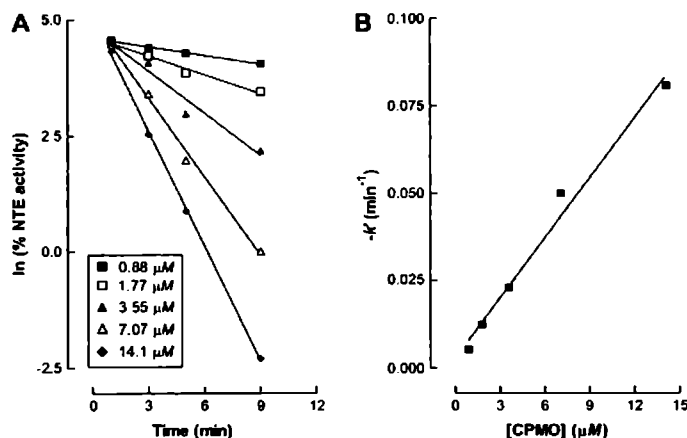 A
ln (% NTE activity)
5.0
2.5
0.0
-2.5
0.88 µM
1.77 µM
3 55 µM
7.07 µM
14.1 µM
0 3 6 9 12
Time (min)
B
-k' (min⁻¹)
0.100
0.075
0.050
0.025
0.000
0 3 6 9 12 15
[CPMO] (µM)